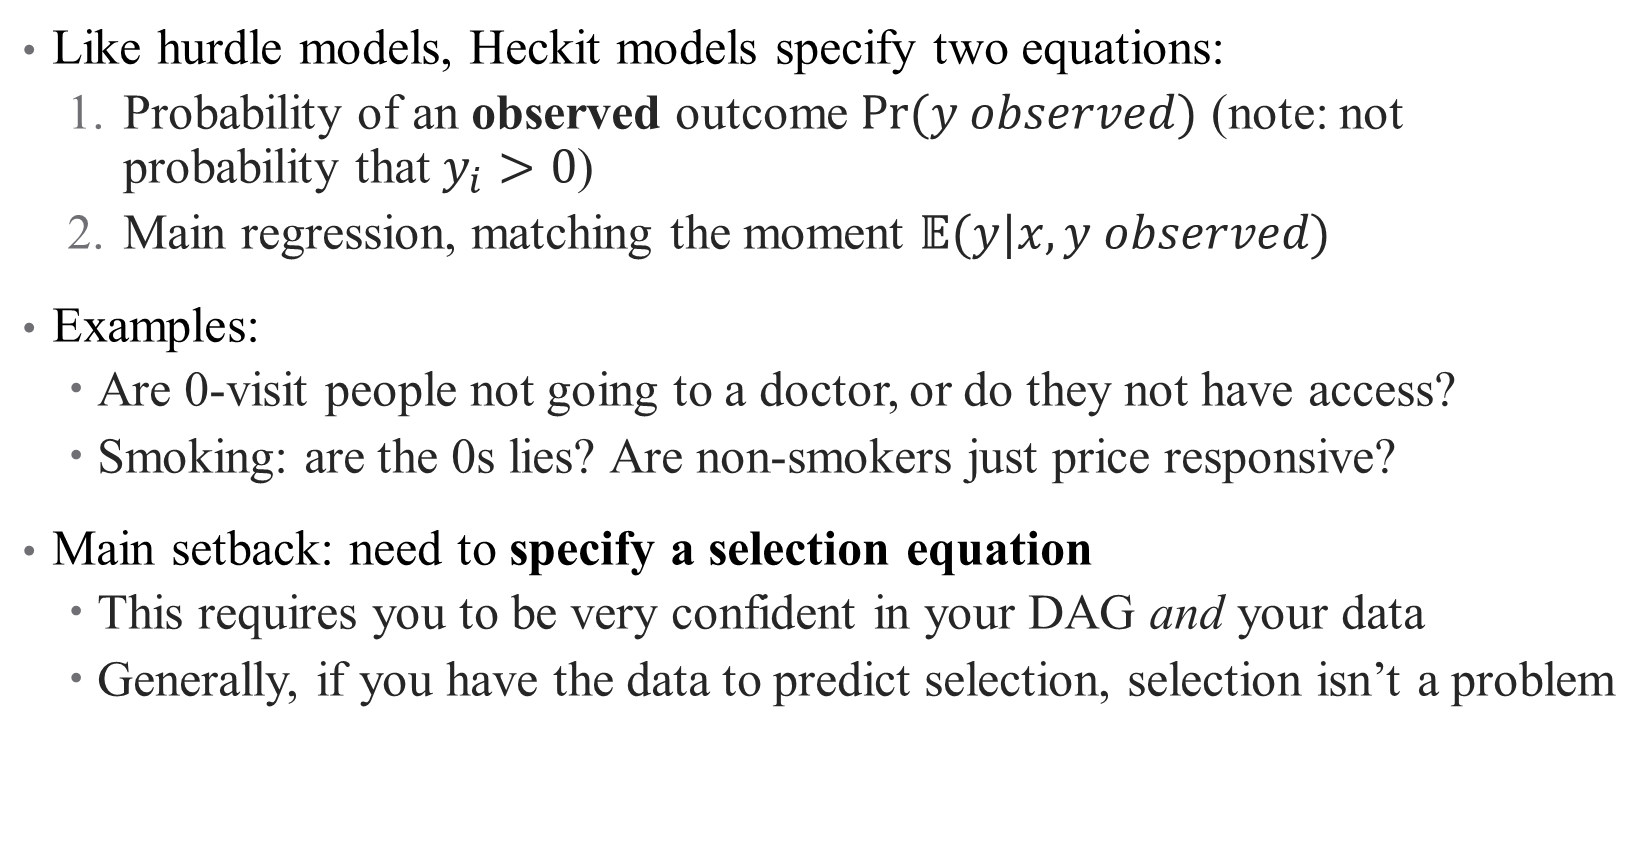 • Like hurdle models, Heckit models specify two equations:
1. Probability of an observed outcome Pr(y observed) (note: not
probability that yᵢ > 0)
2. Main regression, matching the moment 𝔼(y|x, y observed)
• Examples:
• Are 0-visit people not going to a doctor, or do they not have access?
• Smoking: are the 0s lies? Are non-smokers just price responsive?
• Main setback: need to specify a selection equation
• This requires you to be very confident in your DAG and your data
• Generally, if you have the data to predict selection, selection isn’t a problem